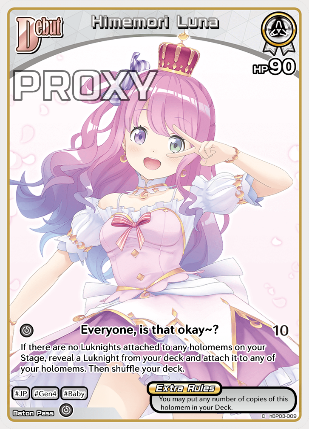 Debut
Himemori Luna
HP90
PROXY
Everyone, is that okay~? 10
If there are no Luknights attached to any holomems on your
Stage, reveal a Luknight from your deck and attach it to any of
your holomems. Then shuffle your deck.
#JP #Gen4 #Baby
Extra Rules
You may put any number of copies of this
holomem in your Deck.
Baton Pass
C hBP03-009